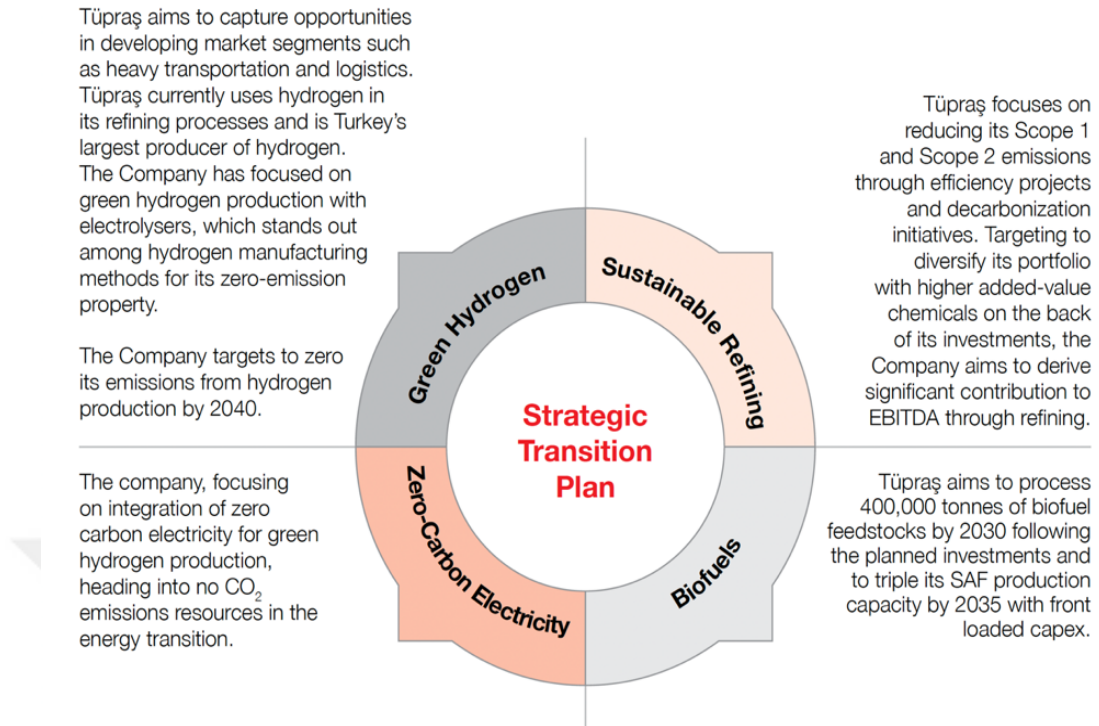 Tüpraş aims to capture opportunities
in developing market segments such
as heavy transportation and logistics.
Tüpraş currently uses hydrogen in
its refining processes and is Turkey's
largest producer of hydrogen.
The Company has focused on
green hydrogen production with
electrolysers, which stands out
among hydrogen manufacturing
methods for its zero-emission
property.
The Company targets to zero
its emissions from hydrogen
production by 2040.
Tüpraş focuses on
reducing its Scope 1
and Scope 2 emissions
through efficiency projects
and decarbonization
initiatives. Targeting to
diversify its portfolio
with higher added-value
chemicals on the back
of its investments, the
Company aims to derive
significant contribution to
EBITDA through refining.
Green Hydrogen
Sustainable Refining
Strategic
Transition
Plan
Zero-Carbon Electricity
Biofuels
The company, focusing
on integration of zero
carbon electricity for green
hydrogen production,
heading into no CO₂
emissions resources in the
energy transition.
Tüpraş aims to process
400,000 tonnes of biofuel
feedstocks by 2030 following
the planned investments and
to triple its SAF production
capacity by 2035 with front
loaded capex.